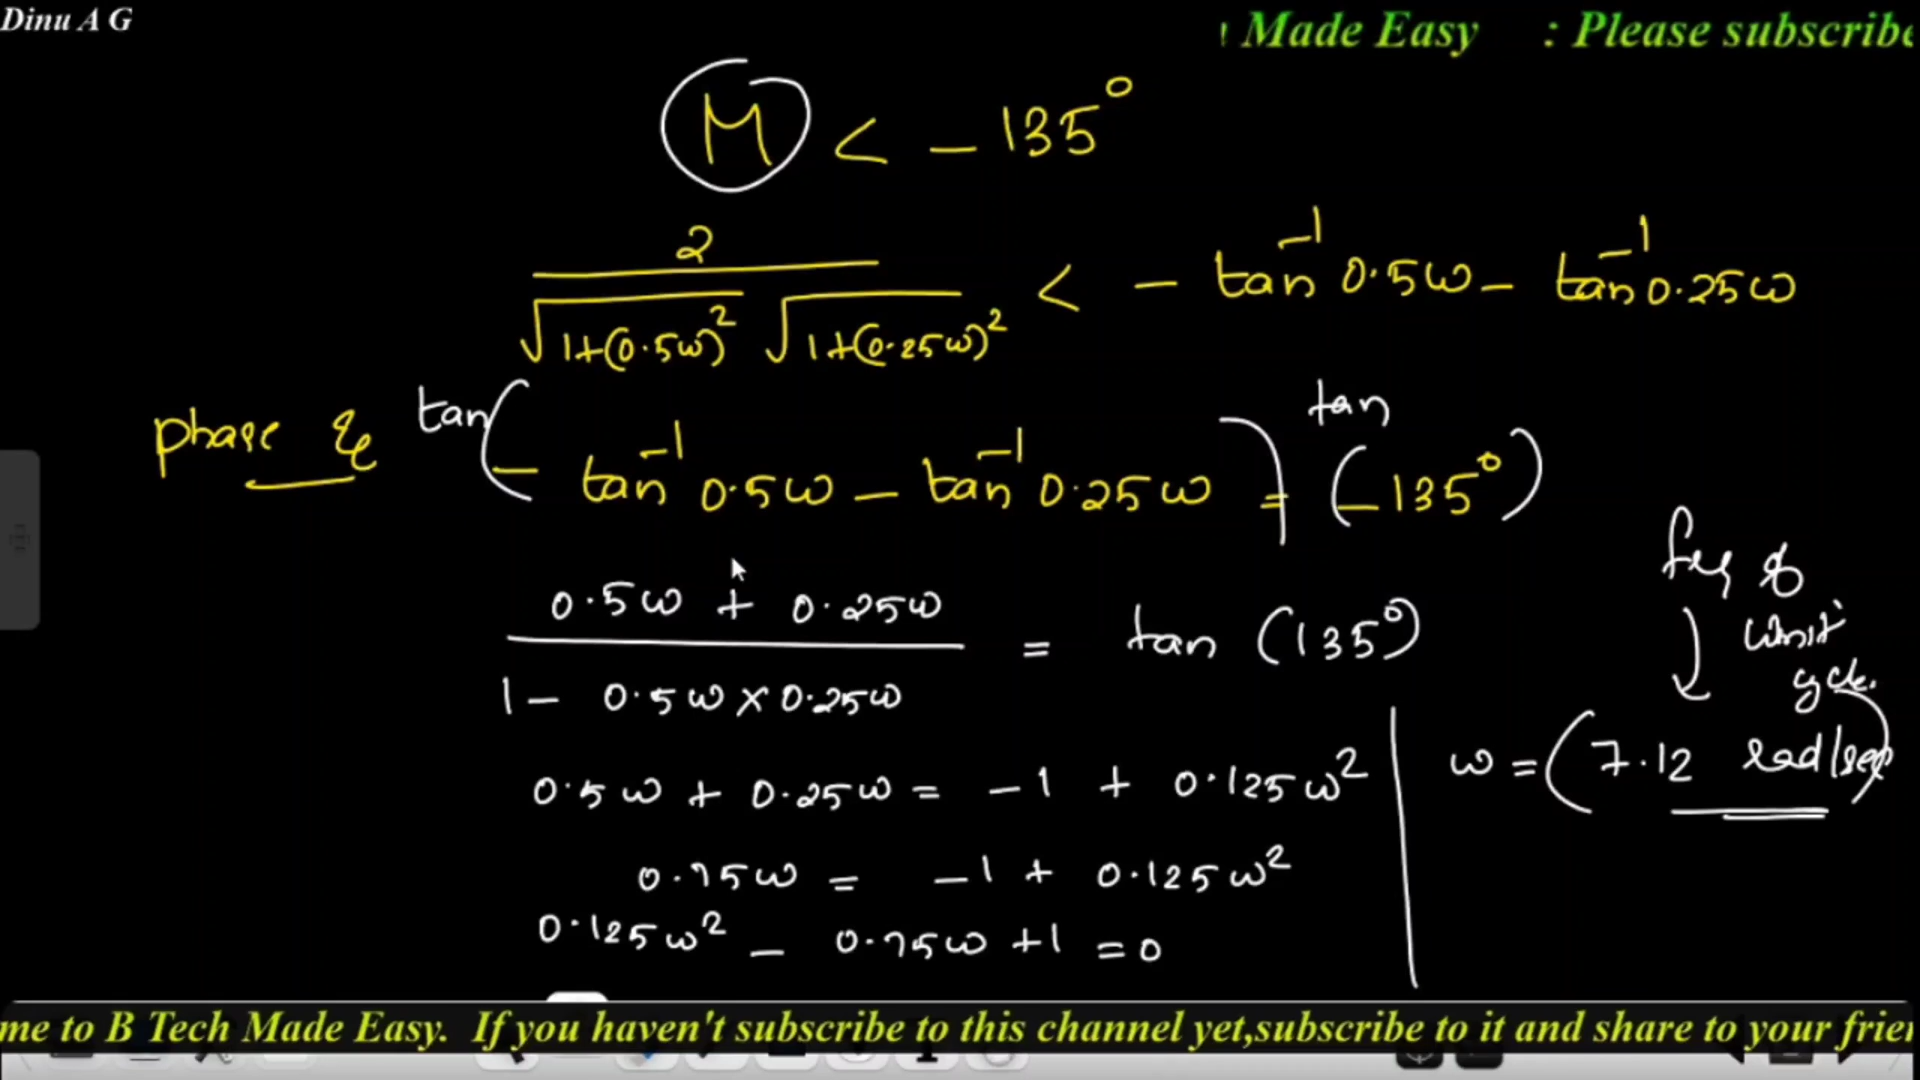 Dinu A G
! Made Easy : Please subscribe
M < - 135°
2
√1+(0.5ω)² √1+(0.25ω)² < - tan⁻¹ 0.5ω - tan⁻¹ 0.25ω
phase & tan(- tan⁻¹ 0.5ω - tan⁻¹ 0.25ω) = tan(-135°)
0.5ω + 0.25ω
1 - 0.5ω × 0.25ω
= tan (135°)
0.5ω + 0.25ω = -1 + 0.125ω²
0.75ω = -1 + 0.125ω²
0.125ω² - 0.75ω + 1 = 0
limit
ω = (7.12 rad/sec)
me to B Tech Made Easy. If you haven't subscribe to this channel yet,subscribe to it and share to your frier